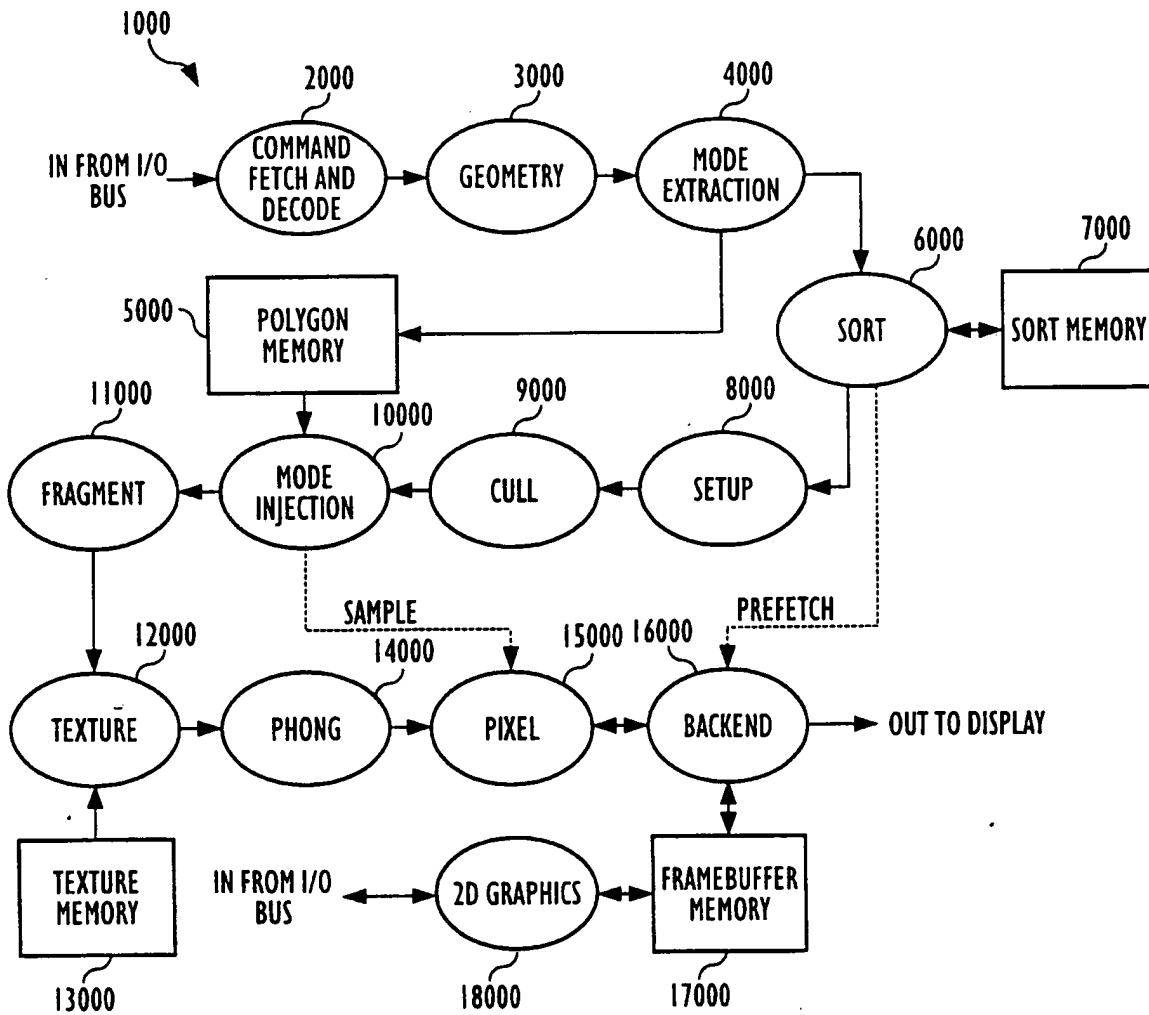 1000
2000
3000
4000
IN FROM I/O
BUS
COMMAND
FETCH AND
DECODE
GEOMETRY
MODE
EXTRACTION
5000
POLYGON
MEMORY
6000
7000
SORT
SORT MEMORY
11000
10000
9000
8000
FRAGMENT
MODE
INJECTION
CULL
SETUP
SAMPLE
PREFETCH
12000
14000
15000
16000
TEXTURE
PHONG
PIXEL
BACKEND
OUT TO DISPLAY
TEXTURE
MEMORY
IN FROM I/O
BUS
2D GRAPHICS
FRAMEBUFFER
MEMORY
13000
18000
17000